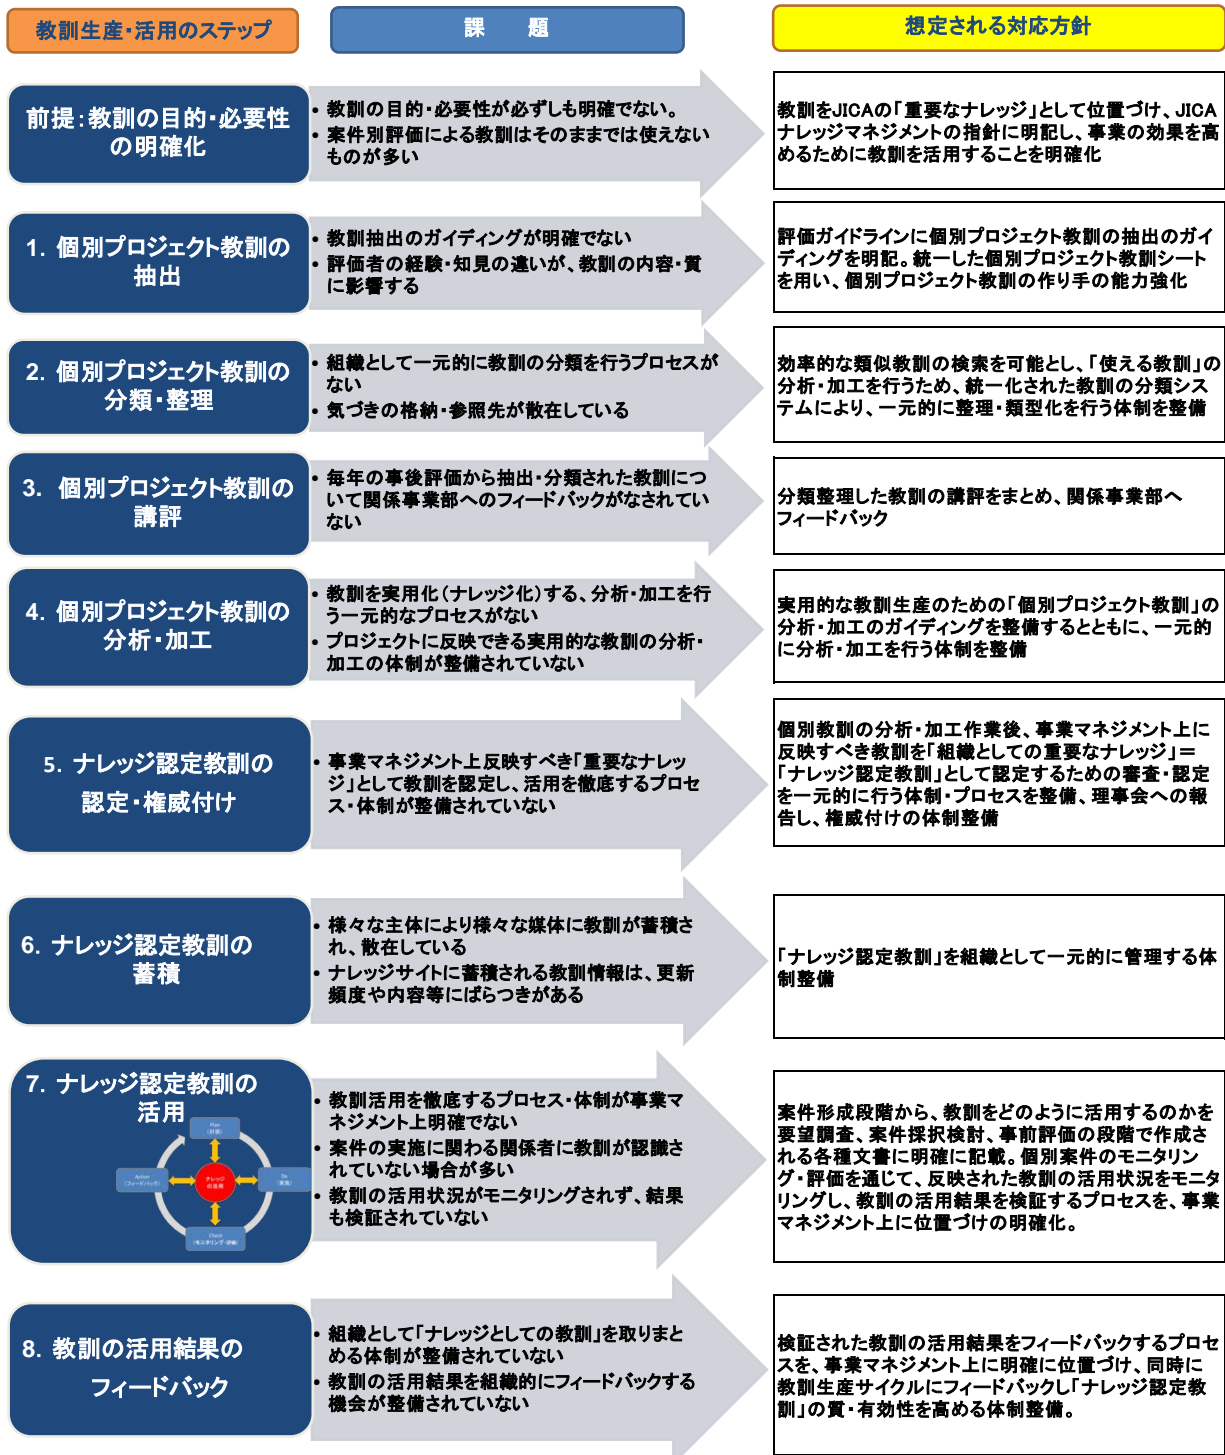 教訓生産・活用のステップ
課　題
想定される対応方針
前提：教訓の目的・必要性
の明確化
• 教訓の目的・必要性が必ずしも明確でない。
• 案件別評価による教訓はそのままでは使えない
ものが多い
教訓をJICAの「重要なナレッジ」として位置づけ、JICA
ナレッジマネジメントの指針に明記し、事業の効果を高
めるために教訓を活用することを明確化
1. 個別プロジェクト教訓の
抽出
• 教訓抽出のガイディングが明確でない
• 評価者の経験・知見の違いが、教訓の内容・質
に影響する
評価ガイドラインに個別プロジェクト教訓の抽出のガイ
ディングを明記。統一した個別プロジェクト教訓シート
を用い、個別プロジェクト教訓の作り手の能力強化
2. 個別プロジェクト教訓の
分類・整理
• 組織として一元的に教訓の分類を行うプロセスが
ない
• 気づきの格納・参照先が散在している
効率的な類似教訓の検索を可能とし、「使える教訓」の
分析・加工を行うため、統一化された教訓の分類シス
テムにより、一元的に整理・類型化を行う体制を整備
3. 個別プロジェクト教訓の
講評
• 毎年の事後評価から抽出・分類された教訓につ
いて関係事業部へのフィードバックがなされてい
ない
分類整理した教訓の講評をまとめ、関係事業部へ
フィードバック
4. 個別プロジェクト教訓の
分析・加工
• 教訓を実用化（ナレッジ化）する、分析・加工を行
う一元的なプロセスがない
• プロジェクトに反映できる実用的な教訓の分析・
加工の体制が整備されていない
実用的な教訓生産のための「個別プロジェクト教訓」の
分析・加工のガイディングを整備するとともに、一元的
に分析・加工を行う体制を整備
5. ナレッジ認定教訓の
認定・権威付け
• 事業マネジメント上反映すべき「重要なナレッ
ジ」として教訓を認定し、活用を徹底するプロセ
ス・体制が整備されていない
個別教訓の分析・加工作業後、事業マネジメント上に
反映すべき教訓を「組織としての重要なナレッジ」＝
「ナレッジ認定教訓」として認定するための審査・認定
を一元的に行う体制・プロセスを整備、理事会への報
告し、権威付けの体制整備
6. ナレッジ認定教訓の
蓄積
• 様々な主体により様々な媒体に教訓が蓄積さ
れ、散在している
• ナレッジサイトに蓄積される教訓情報は、更新
頻度や内容等にばらつきがある
「ナレッジ認定教訓」を組織として一元的に管理する体
制整備
7. ナレッジ認定教訓の
活用
Plan
（計画）
Action
（フィードバック）
ナレッジ
の活用
Do
（実施）
Check
（モニタリング・評価）
• 教訓活用を徹底するプロセス・体制が事業マ
ネジメント上明確でない
• 案件の実施に関わる関係者に教訓が認識さ
れていない場合が多い
• 教訓の活用状況がモニタリングされず、結果
も検証されていない
案件形成段階から、教訓をどのように活用するのかを
要望調査、案件採択検討、事前評価の段階で作成さ
れる各種文書に明確に記載。個別案件のモニタリン
グ・評価を通じて、反映された教訓の活用状況をモニタ
リングし、教訓の活用結果を検証するプロセスを、事業
マネジメント上に位置づけの明確化。
8. 教訓の活用結果の
フィードバック
• 組織として「ナレッジとしての教訓」を取りまと
める体制が整備されていない
• 教訓の活用結果を組織的にフィードバックする
機会が整備されていない
検証された教訓の活用結果をフィードバックするプロセ
スを、事業マネジメント上に明確に位置づけ、同時に
教訓生産サイクルにフィードバックし「ナレッジ認定教
訓」の質・有効性を高める体制整備。